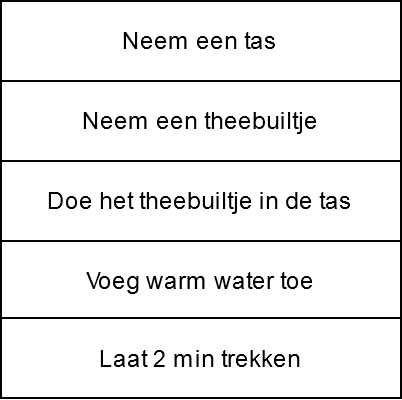 Neem een tas
Neem een theebuiltje
Doe het theebuiltje in de tas
Voeg warm water toe
Laat 2 min trekken